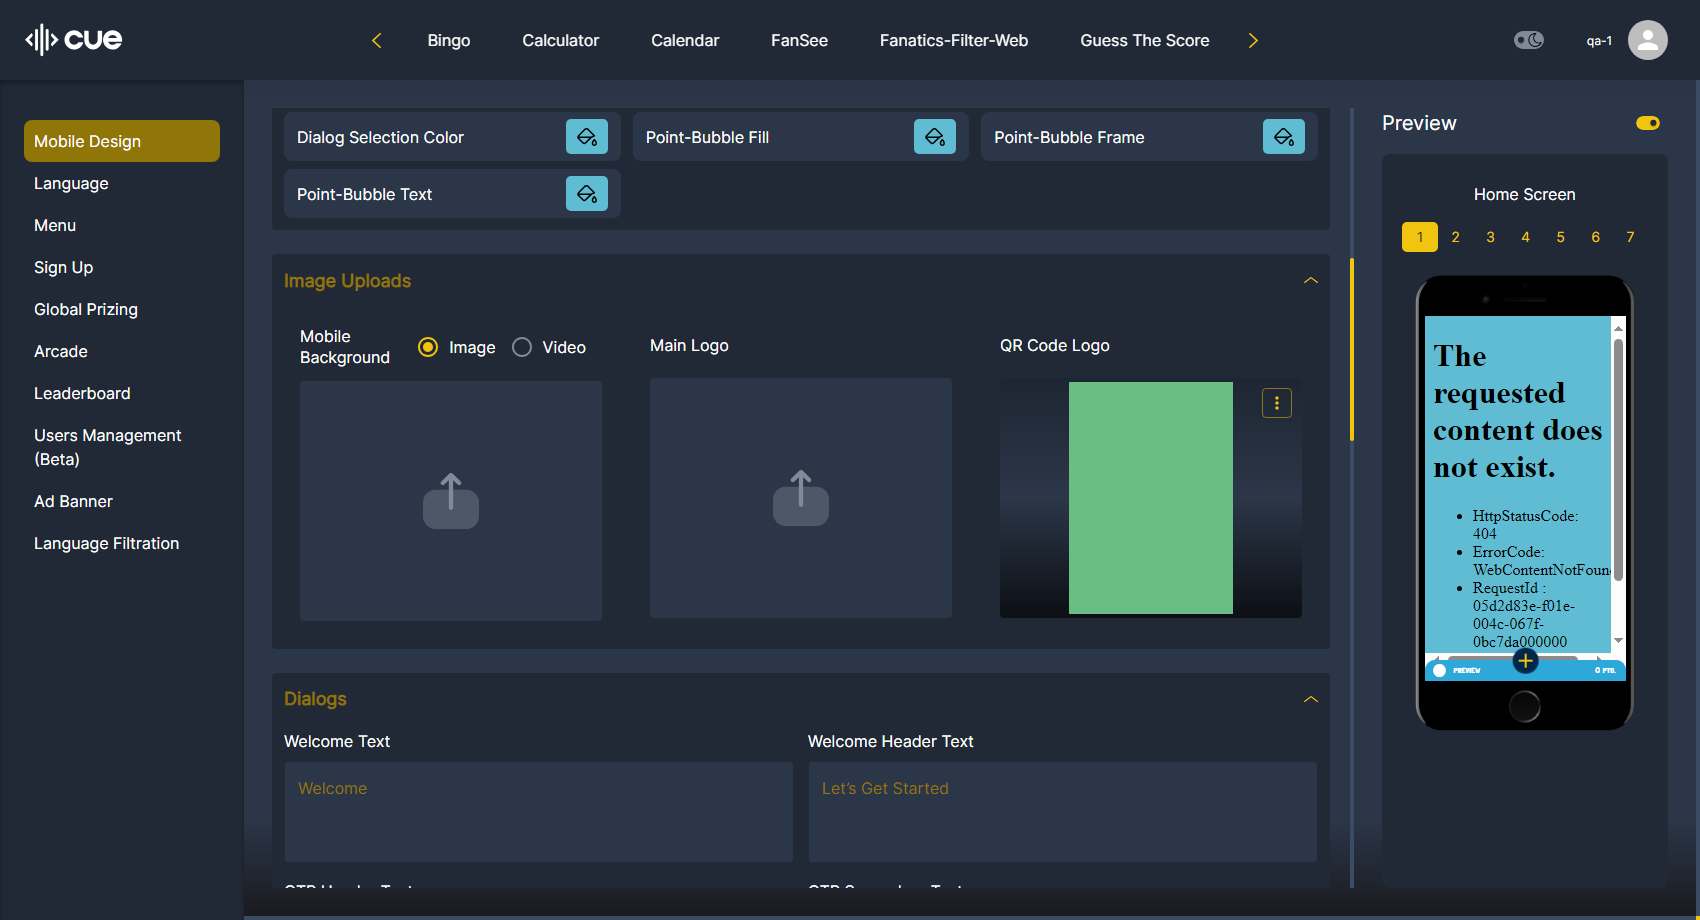 cue
Bingo
Calculator
Calendar
FanSee
Fanatics-Filter-Web
Guess The Score
qa-1
Mobile Design
Language
Menu
Sign Up
Global Prizing
Arcade
Leaderboard
Users Management
(Beta)
Ad Banner
Language Filtration
Dialog Selection Color
Point-Bubble Fill
Point-Bubble Frame
Point-Bubble Text
Image Uploads
Mobile
Background
Image
Video
Main Logo
QR Code Logo
Dialogs
Welcome Text
Welcome Header Text
Welcome
Let's Get Started
Preview
Home Screen
1 2 3 4 5 6 7
The
requested
content does
not exist.
HttpStatusCode:
404
ErrorCode:
WebContentNotFoun
RequestId :
05d2d83e-f01e-
004c-067f-
0bc7da000000
PREVIEW
0 PTS.